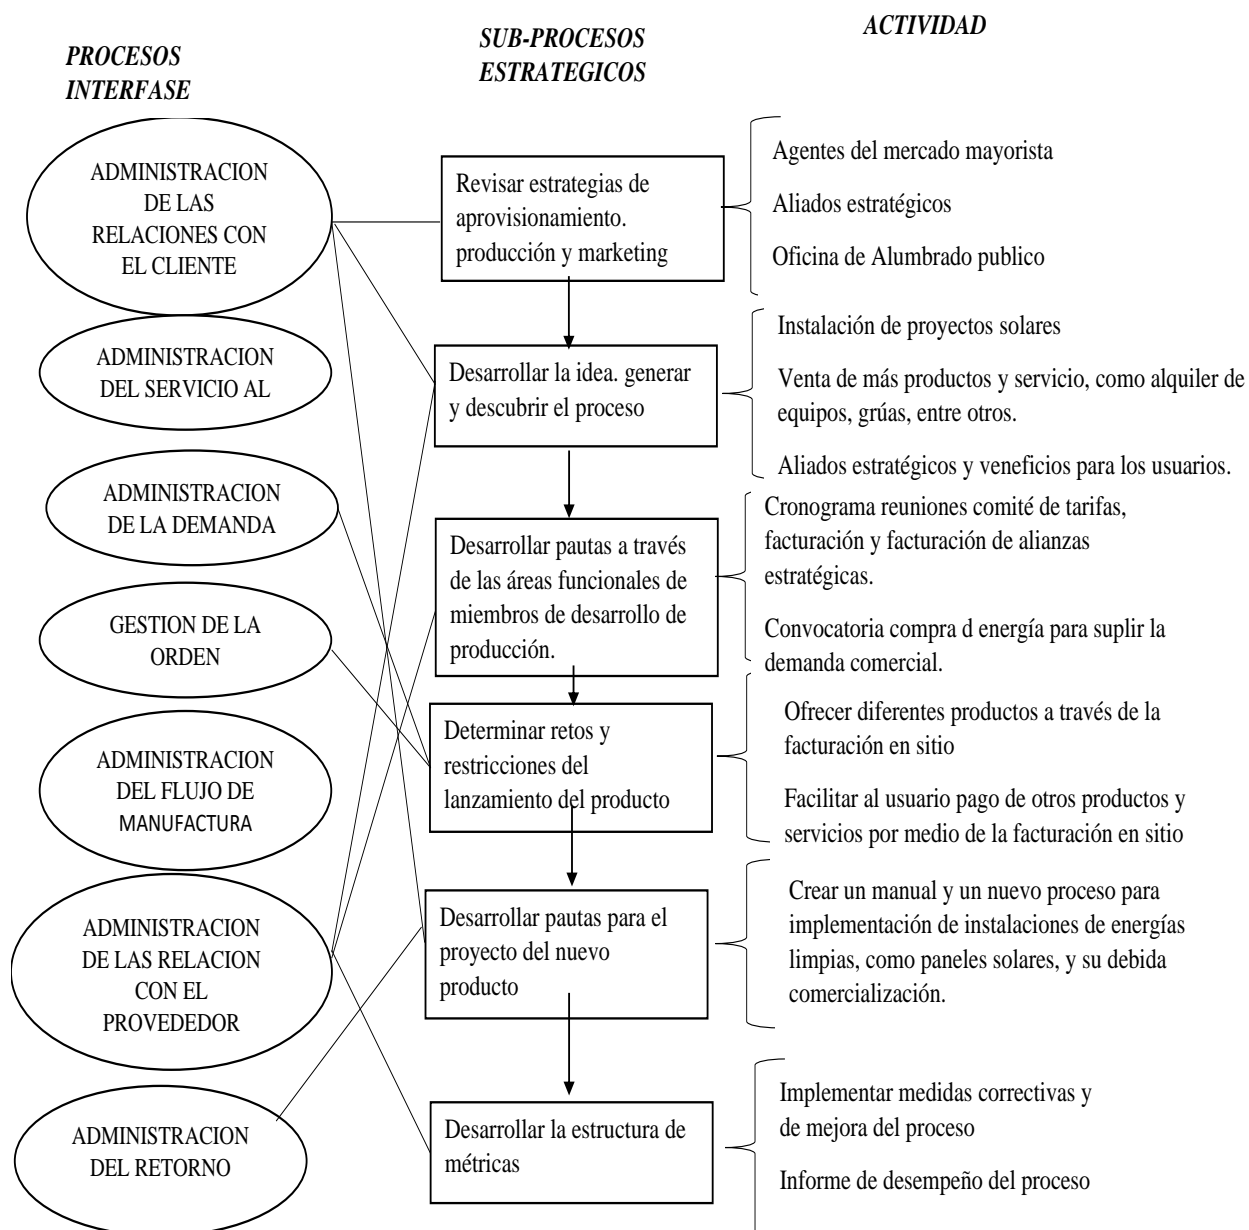 PROCESOS
INTERFASE
SUB-PROCESOS
ESTRATEGICOS
ACTIVIDAD
ADMINISTRACION
DE LAS
RELACIONES CON
EL CLIENTE
ADMINISTRACION
DEL SERVICIO AL
ADMINISTRACION
DE LA DEMANDA
GESTION DE LA
ORDEN
ADMINISTRACION
DEL FLUJO DE
MANUFACTURA
ADMINISTRACION
DE LAS RELACION
CON EL
PROVEDEDOR
ADMINISTRACION
DEL RETORNO
Revisar estrategias de
aprovisionamiento.
producción y marketing
Desarrollar la idea. generar
y descubrir el proceso
Desarrollar pautas a través
de las áreas funcionales de
miembros de desarrollo de
producción.
Determinar retos y
restricciones del
lanzamiento del producto
Desarrollar pautas para el
proyecto del nuevo
producto
Desarrollar la estructura de
métricas
Agentes del mercado mayorista
Aliados estratégicos
Oficina de Alumbrado publico
Instalación de proyectos solares
Venta de más productos y servicio, como alquiler de
equipos, grúas, entre otros.
Aliados estratégicos y veneficios para los usuarios.
Cronograma reuniones comité de tarifas,
facturación y facturación de alianzas
estratégicas.
Convocatoria compra d energía para suplir la
demanda comercial.
Ofrecer diferentes productos a través de la
facturación en sitio
Facilitar al usuario pago de otros productos y
servicios por medio de la facturación en sitio
Crear un manual y un nuevo proceso para
implementación de instalaciones de energías
limpias, como paneles solares, y su debida
comercialización.
Implementar medidas correctivas y
de mejora del proceso
Informe de desempeño del proceso